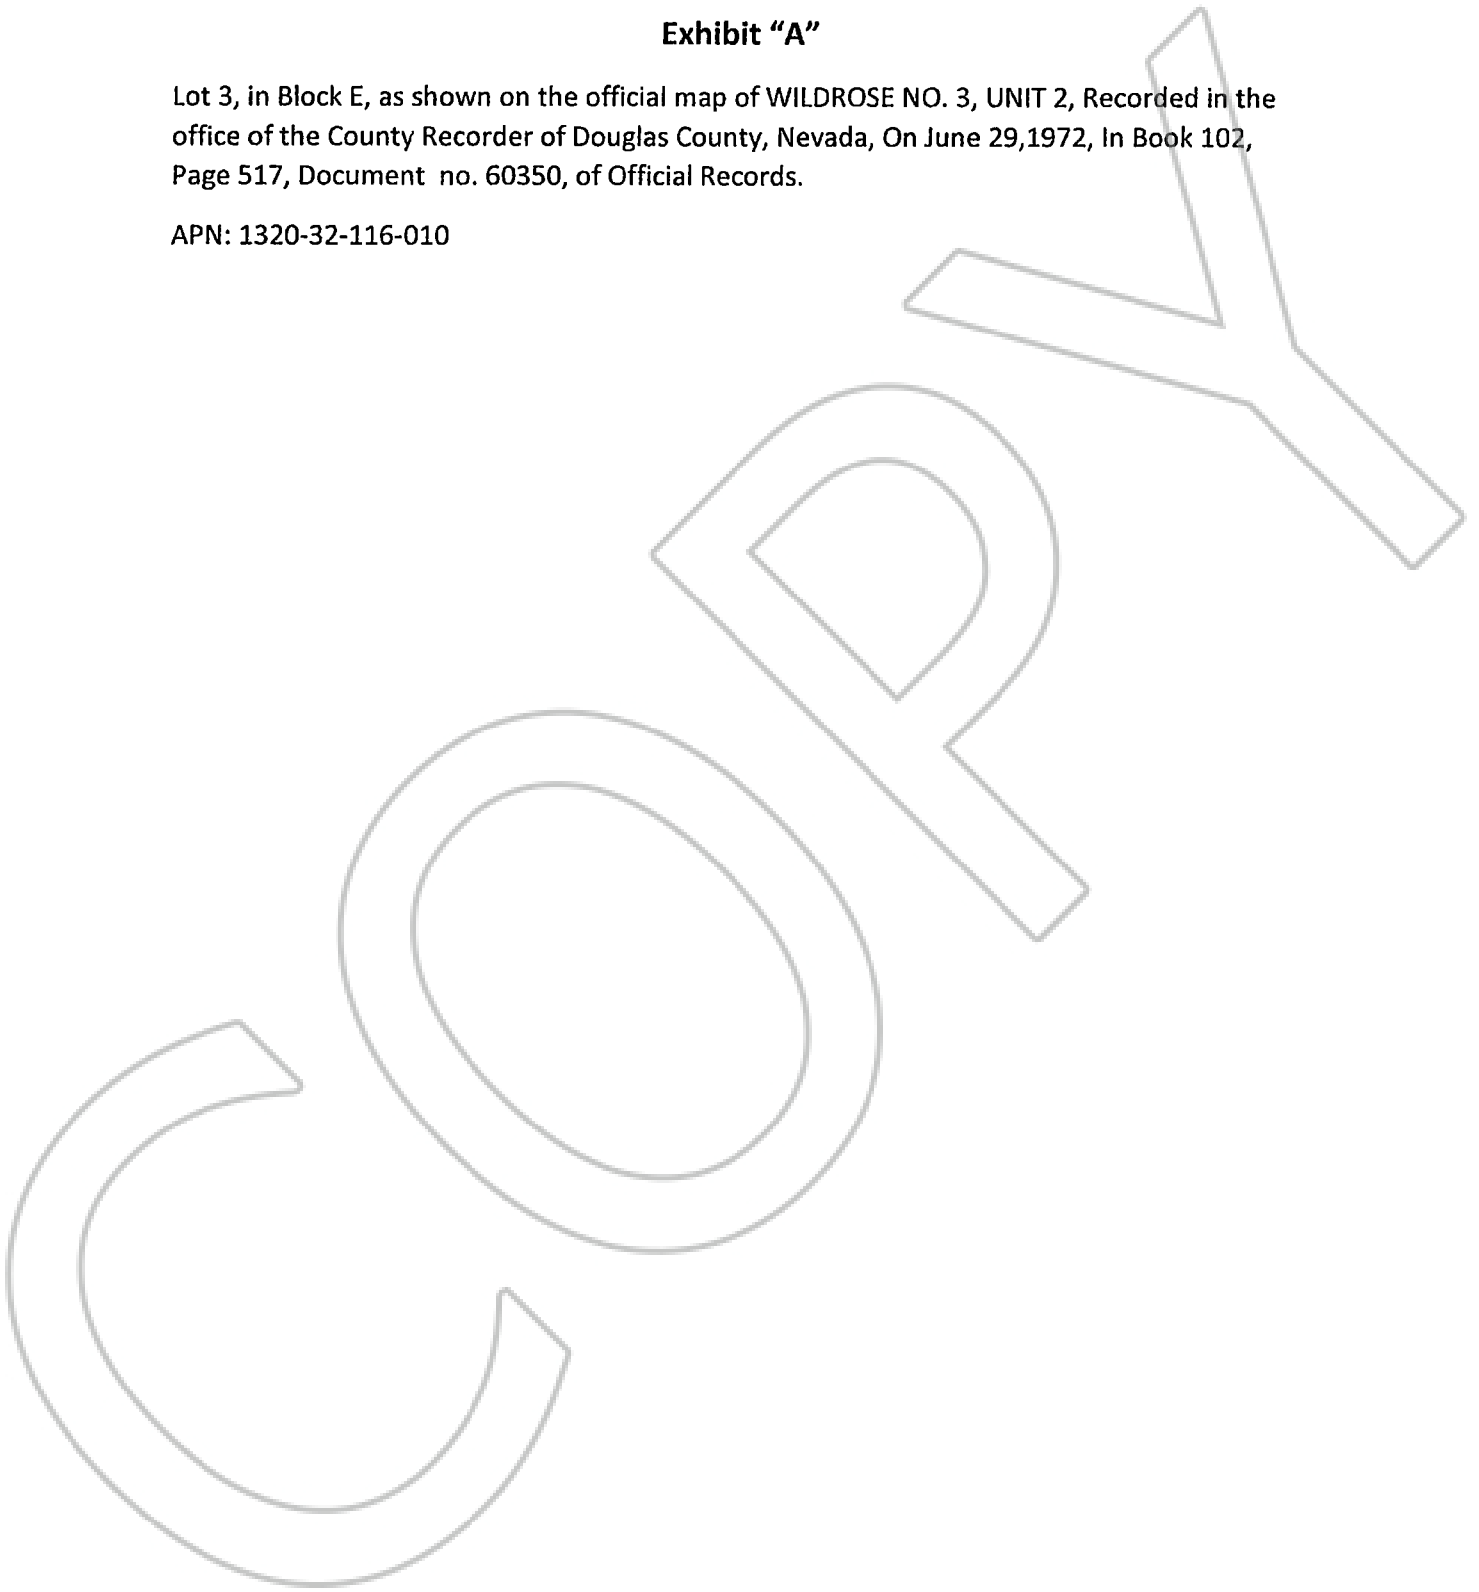 Exhibit “A”
Lot 3, in Block E, as shown on the official map of WILDROSE NO. 3, UNIT 2, Recorded in the
office of the County Recorder of Douglas County, Nevada, On June 29,1972, In Book 102,
Page 517, Document  no. 60350, of Official Records.
APN: 1320-32-116-010
COPY